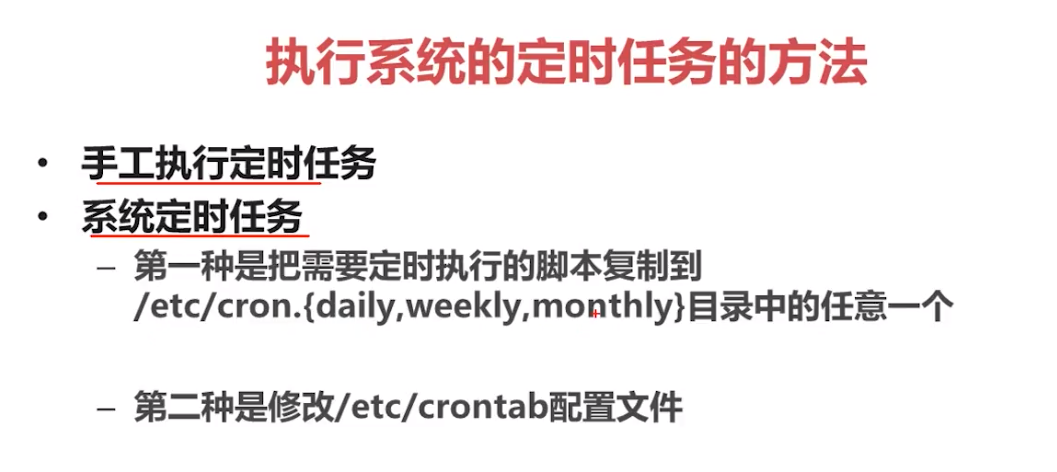 执行系统的定时任务的方法
• 手工执行定时任务
• 系统定时任务
– 第一种是把需要定时执行的脚本复制到
/etc/cron.{daily,weekly,monthly}目录中的任意一个
– 第二种是修改/etc/crontab配置文件